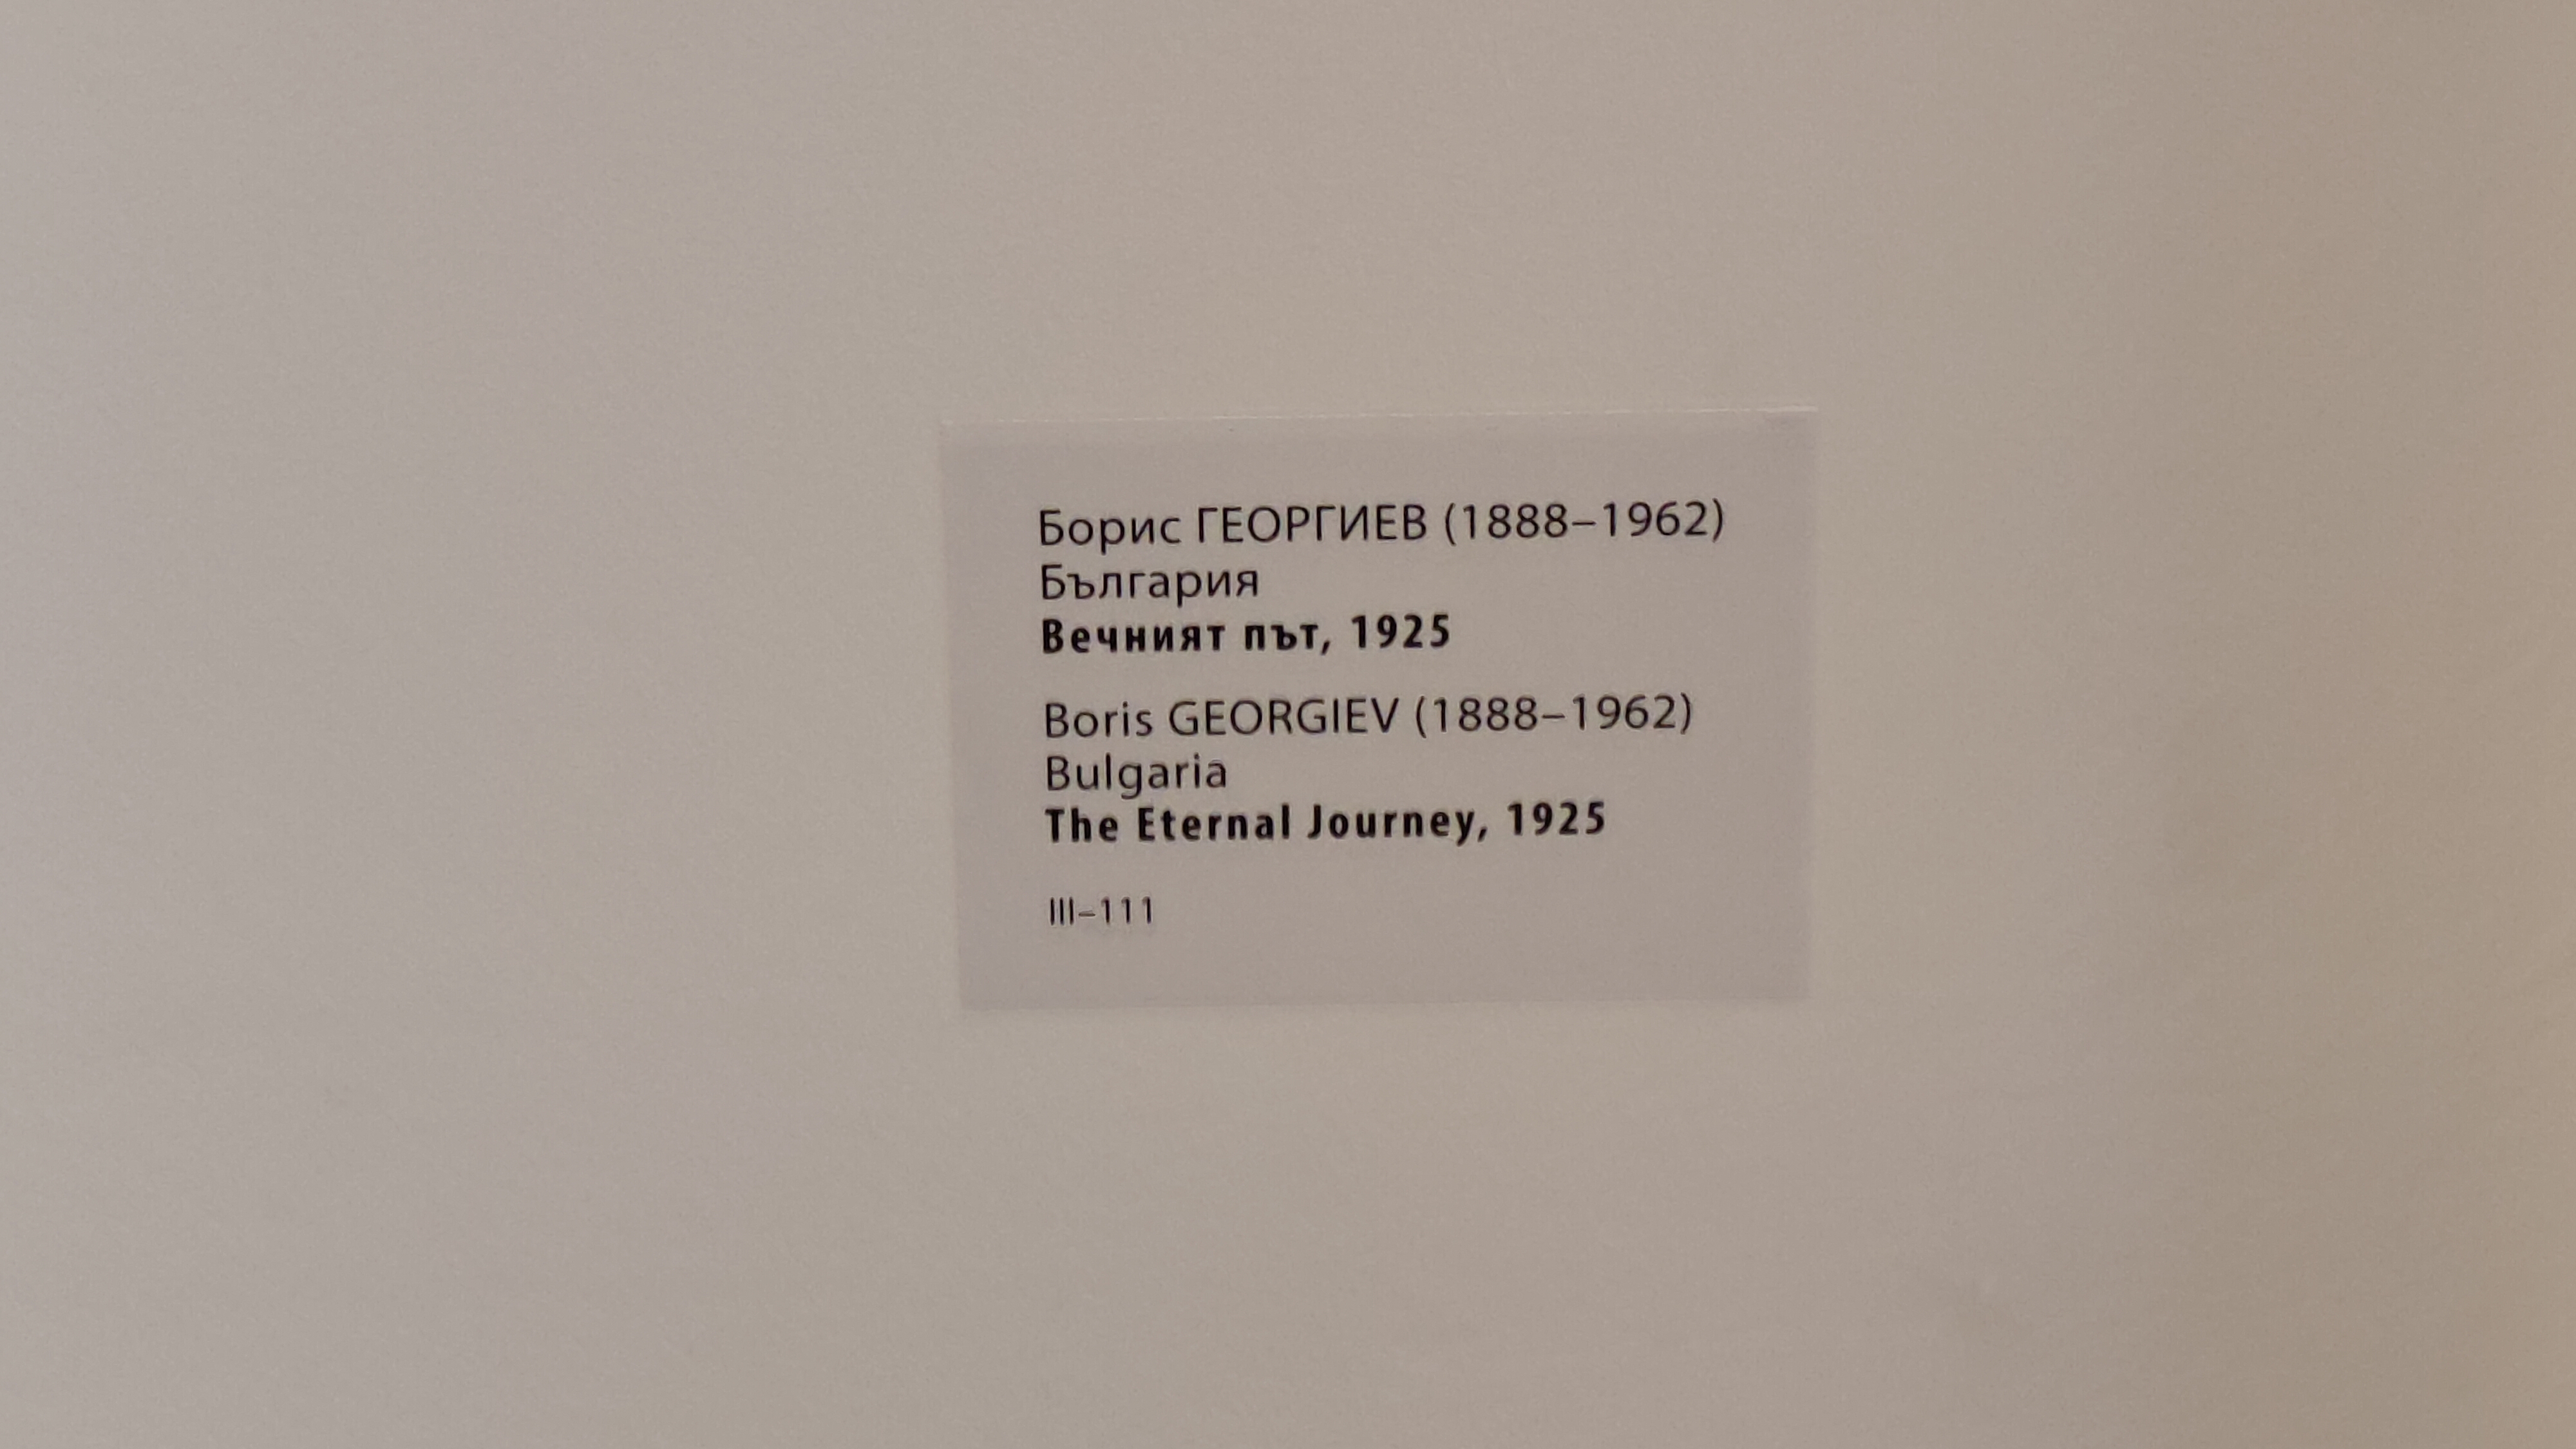 Борис ГЕОРГИЕВ (1888–1962)
България
Вечният път, 1925
Boris GEORGIEV (1888–1962)
Bulgaria
The Eternal Journey, 1925
III–111